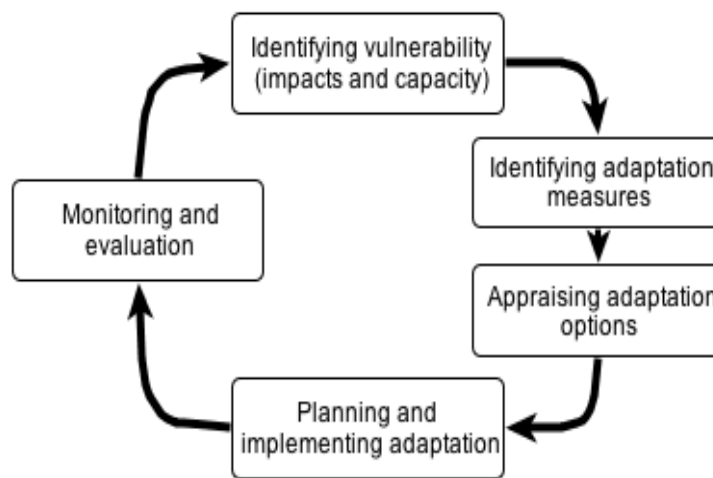 Identifying vulnerability
(impacts and capacity)
Identifying adaptation
measures
Appraising adaptation
options
Planning and
implementing adaptation
Monitoring and
evaluation